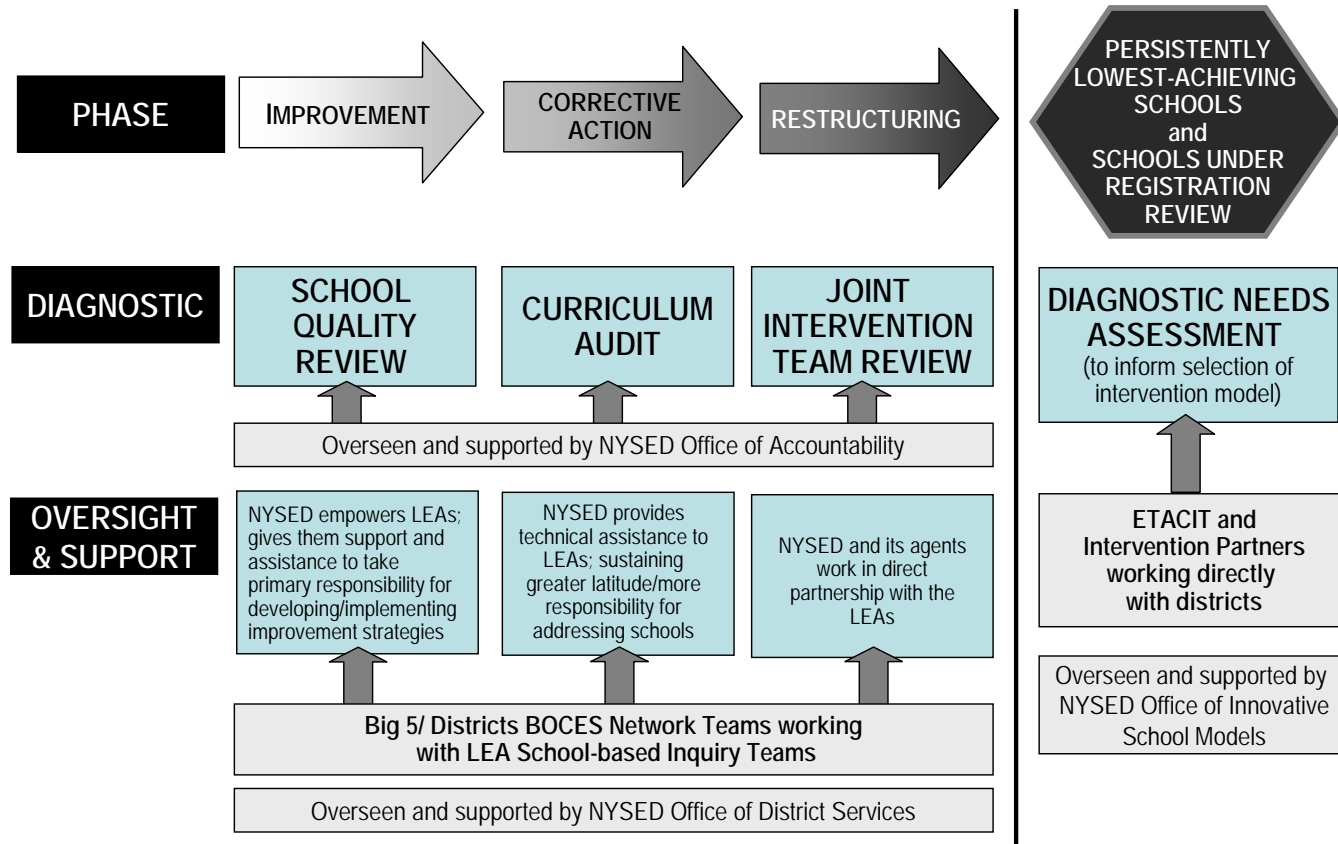 PHASE
IMPROVEMENT
CORRECTIVE
ACTION
RESTRUCTURING
PERSISTENTLY
LOWEST-ACHIEVING
SCHOOLS
and
SCHOOLS UNDER
REGISTRATION
REVIEW
DIAGNOSTIC
SCHOOL
QUALITY
REVIEW
CURRICULUM
AUDIT
JOINT
INTERVENTION
TEAM REVIEW
DIAGNOSTIC NEEDS
ASSESSMENT
(to inform selection of
intervention model)
Overseen and supported by NYSED Office of Accountability
OVERSIGHT
& SUPPORT
NYSED empowers LEAs;
gives them support and
assistance to take
primary responsibility for
developing/implementing
improvement strategies
NYSED provides
technical assistance to
LEAs; sustaining
greater latitude/more
responsibility for
addressing schools
NYSED and its agents
work in direct
partnership with the
LEAs
ETACIT and
Intervention Partners
working directly
with districts
Big 5/ Districts BOCES Network Teams working
with LEA School-based Inquiry Teams
Overseen and supported by
NYSED Office of Innovative
School Models
Overseen and supported by NYSED Office of District Services